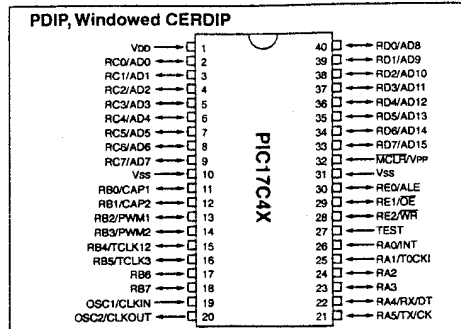 PDIP, Windowed CERDIP
VDD 1 40 RD0/AD8
RC0/AD0 2 39 RD1/AD9
RC1/AD1 3 38 RD2/AD10
RC2/AD2 4 37 RD3/AD11
RC3/AD3 5 36 RD4/AD12
RC4/AD4 6 35 RD5/AD13
RC5/AD5 7 34 RD6/AD14
RC6/AD6 8 33 RD7/AD15
RC7/AD7 9 32 MCLR/VPP
VSS 10 31 VSS
RB0/CAP1 11 30 RE0/ALE
RB1/CAP2 12 29 RE1/OE
RB2/PWM1 13 28 RE2/WR
RB3/PWM2 14 27 TEST
RB4/TCLK12 15 26 RA0/INT
RB5/TCLK3 16 25 RA1/T0CKI
RB6 17 24 RA2
RB7 18 23 RA3
OSC1/CLKIN 19 22 RA4/RX/DT
OSC2/CLKOUT 20 21 RA5/TX/CK
PIC17C4X